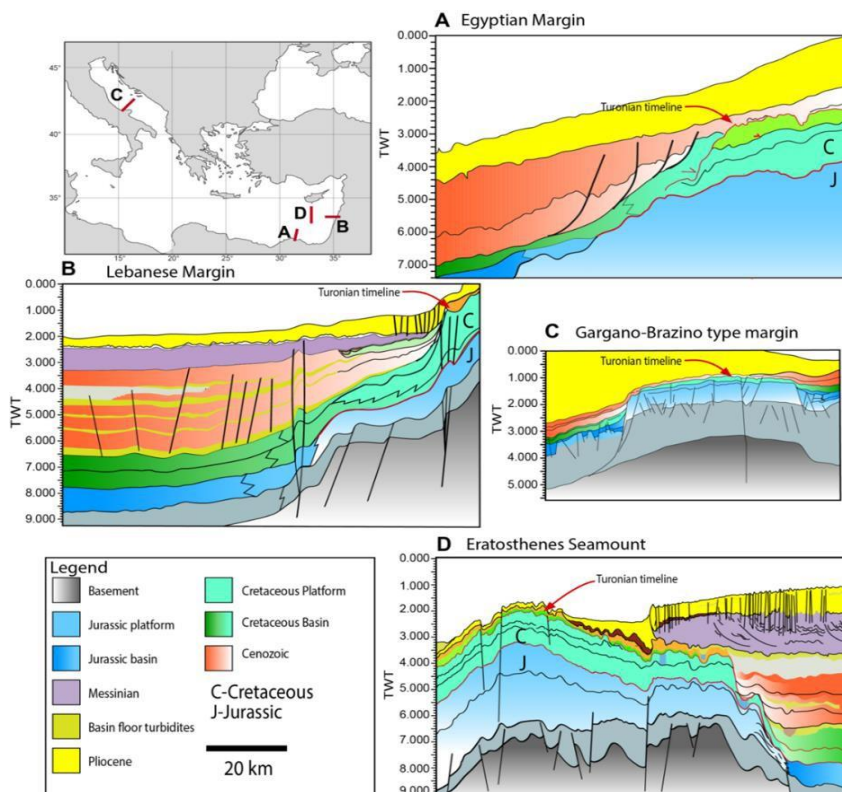 A Egyptian Margin
0.000
1.000
2.000
3.000
4.000
5.000
6.000
7.000
TWT
Turonian timeline
C
J
C
D
A
B
45°
40°
35°
15°
20°
25°
30°
35°
B Lebanese Margin
0.000
1.000
2.000
3.000
4.000
5.000
6.000
7.000
8.000
9.000
TWT
Turonian timeline
C
J
C Gargano-Brazino type margin
0.000
1.000
2.000
3.000
4.000
5.000
TWT
Turonian timeline
D Eratosthenes Seamount
0.000
1.000
2.000
3.000
4.000
5.000
6.000
7.000
8.000
9.000
TWT
Turonian timeline
C
J
Legend
Basement
Jurassic platform
Jurassic basin
Messinian
Basin floor turbidites
Pliocene
Cretaceous Platform
Cretaceous Basin
Cenozoic
C-Cretaceous
J-Jurassic
20 km